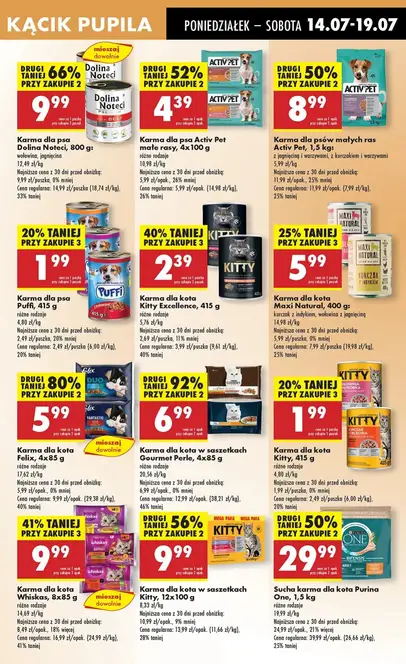 KĄCIK PUPILA
PONIEDZIAŁEK – SOBOTA 14.07-19.07
mieszaj
dowolnie
DRUGI TANIEJ 66%
PRZY ZAKUPIE 2
9 99
Dolina
Noteci
Karma dla psa
Dolina Noteci, 800 g:
wołowina, jagnięcina
12,49 zł/kg
Najniższa cena z 30 dni przed obniżką:
9,99 zł/puszka, 0% mniej
Cena regularna: 14,99 zł/puszka (18,74 zł/kg),
33% taniej
DRUGI TANIEJ 52%
PRZY ZAKUPIE 2
4 39
ACTIVPET
Karma dla psa Activ Pet
małe rasy, 4x100 g
różne rodzaje
10,98 zł/kg
Najniższa cena z 30 dni przed obniżką:
5,99 zł/opak., 26% mniej
Cena regularna: 5,99 zł/opak. (14,98 zł/kg),
26% taniej
DRUGI TANIEJ 50%
PRZY ZAKUPIE 2
8 99
ACTIVPET
Karma dla psów małych ras
Activ Pet, 1,5 kg:
z jagnięciną i warzywami, z kurczakiem i warzywami
5,99 zł/kg
Najniższa cena z 30 dni przed obniżką:
11,99 zł/opak., 25% mniej
Cena regularna: 11,99 zł/opak. (7,99 zł/kg),
25% taniej
20% TANIEJ
PRZY ZAKUPIE 3
1 99
PUFFI
Karma dla psa
Puffi, 415 g
różne rodzaje
4,80 zł/kg
Najniższa cena z 30 dni przed obniżką:
2,49 zł/puszka, 20% mniej
Cena regularna: 2,49 zł/puszka (6,00 zł/kg),
20% taniej
40% TANIEJ
PRZY ZAKUPIE 3
2 39
KITTY
Karma dla kota
Kitty Excellence, 415 g
różne rodzaje
5,76 zł/kg
Najniższa cena z 30 dni przed obniżką:
2,69 zł/puszka, 11% mniej
Cena regularna: 3,99 zł/puszka (9,61 zł/kg),
40% taniej
25% TANIEJ
PRZY ZAKUPIE 3
5 99
MAXI
NATURAL
KURCZAK
Z INDYKIEM
Karma dla kota
Maxi Natural, 400 g:
kurczak z indykiem, wołowina z jagnięciną
14,98 zł/kg
Najniższa cena z 30 dni przed obniżką:
5,99 zł/puszka, 0% mniej
Cena regularna: 7,99 zł/puszka (19,98 zł/kg),
25% taniej
DRUGI TANIEJ 80%
PRZY ZAKUPIE 2
5 99
Felix
mieszaj
dowolnie
Karma dla kota
Felix, 4x85 g
różne rodzaje
17,62 zł/kg
Najniższa cena z 30 dni przed obniżką:
5,99 zł/opak., 0% mniej
Cena regularna: 9,99 zł/opak. (29,38 zł/kg),
40% taniej
DRUGI TANIEJ 92%
PRZY ZAKUPIE 2
6 99
Karma dla kota w saszetkach
Gourmet Perle, 4x85 g
różne rodzaje
20,56 zł/kg
Najniższa cena z 30 dni przed obniżką:
6,99 zł/opak., 0% mniej
Cena regularna: 12,99 zł/opak. (38,21 zł/kg),
46% taniej
20% TANIEJ
PRZY ZAKUPIE 3
1 99
KITTY
Karma dla kota
Kitty, 415 g
różne rodzaje
4,80 zł/kg
Najniższa cena z 30 dni przed obniżką:
1,99 zł/puszka, 0% mniej
Cena regularna: 2,49 zł/puszka (6,00 zł/kg),
20% taniej
41% TANIEJ
PRZY ZAKUPIE 3
9 99
whiskas
mieszaj
dowolnie
Karma dla kota
Whiskas, 8x85 g
różne rodzaje
14,69 zł/kg
Najniższa cena z 30 dni przed obniżką:
8,49 zł/opak., 18% więcej
Cena regularna: 16,99 zł/opak. (24,99 zł/kg),
41% taniej
DRUGI TANIEJ 56%
PRZY ZAKUPIE 2
9 99
MEGA PAKA
KITTY
Karma dla kota w saszetkach
Kitty, 12x100 g
różne rodzaje
8,33 zł/kg
Najniższa cena z 30 dni przed obniżką:
10,99 zł/opak., 9% mniej
Cena regularna: 13,99 zł/opak. (11,66 zł/kg),
28% taniej
DRUGI TANIEJ 50%
PRZY ZAKUPIE 2
29 99
PURINA
ONE
Sucha karma dla kota Purina
One, 1,5 kg
różne rodzaje
19,99 zł/kg
Najniższa cena z 30 dni przed obniżką:
23,99 zł/opak., 25% więcej
Cena regularna: 39,99 zł/opak. (26,66 zł/kg),
25% taniej